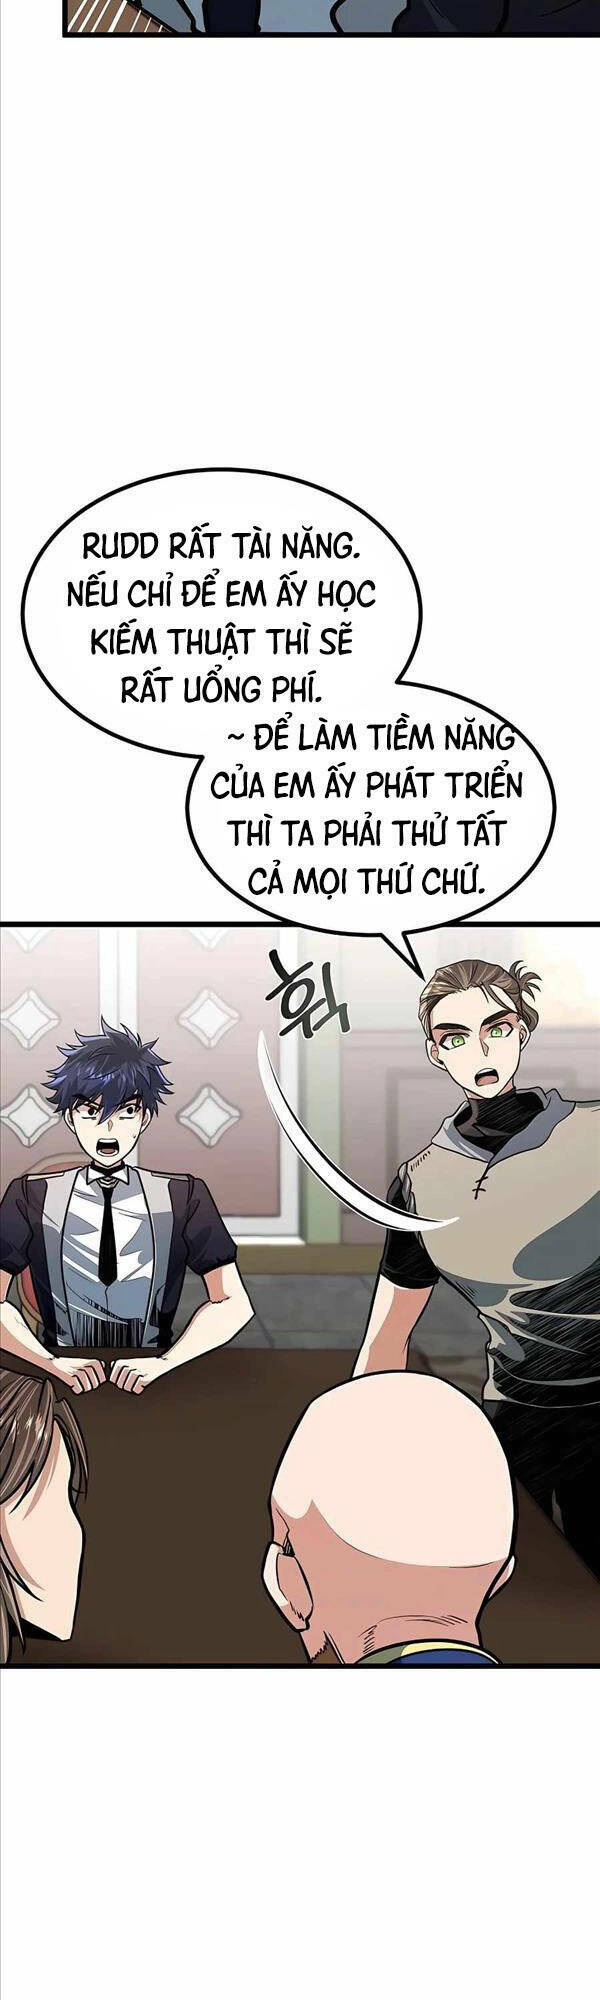 RUDD RẤT TÀI NĂNG.
NẾU CHỈ ĐỂ EM ẤY HỌC
KIẾM THUẬT THÌ SẼ
RẤT UỔNG PHÍ.
~ ĐỂ LÀM TIỀM NĂNG
CỦA EM ẤY PHÁT TRIỂN
THÌ TA PHẢI THỬ TẤT
CẢ MỌI THỨ CHỨ.
휙